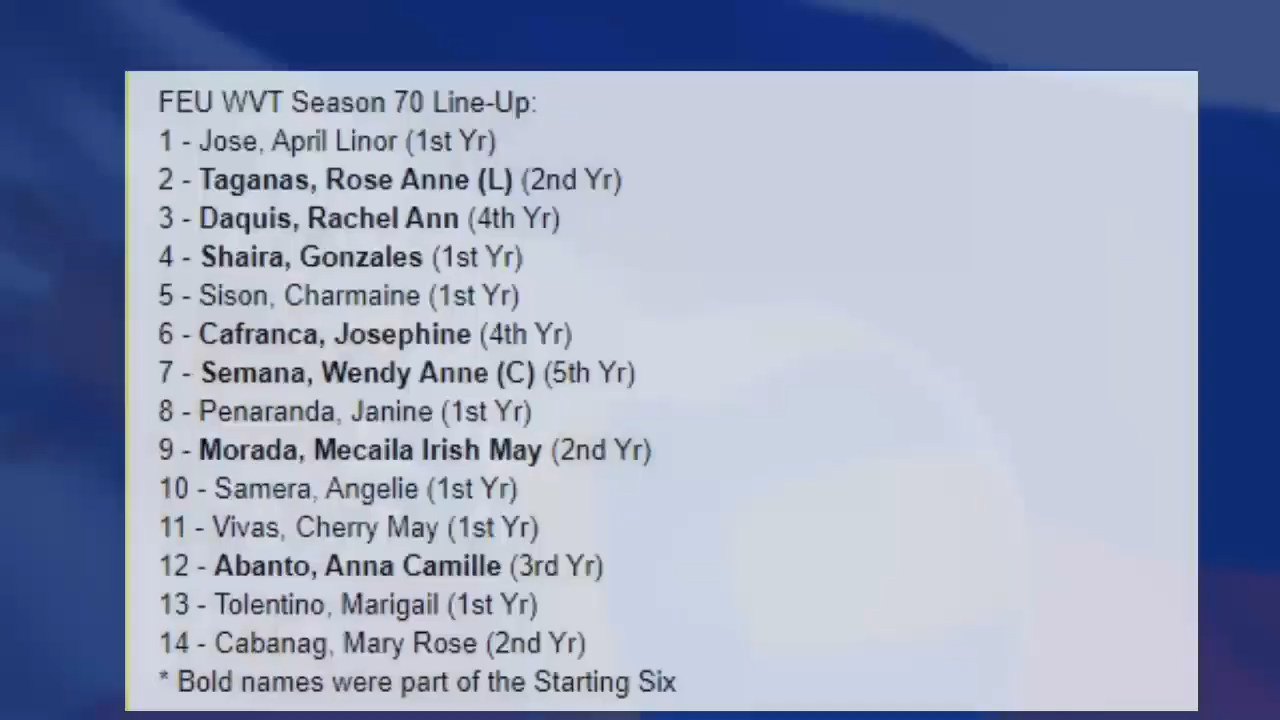 FEU WVT Season 70 Line-Up:
1 - Jose, April Linor (1st Yr)
2 - Taganas, Rose Anne (L) (2nd Yr)
3 - Daquis, Rachel Ann (4th Yr)
4 - Shaira, Gonzales (1st Yr)
5 - Sison, Charmaine (1st Yr)
6 - Cafranca, Josephine (4th Yr)
7 - Semana, Wendy Anne (C) (5th Yr)
8 - Penaranda, Janine (1st Yr)
9 - Morada, Mecaila Irish May (2nd Yr)
10 - Samera, Angelie (1st Yr)
11 - Vivas, Cherry May (1st Yr)
12 - Abanto, Anna Camille (3rd Yr)
13 - Tolentino, Marigail (1st Yr)
14 - Cabanag, Mary Rose (2nd Yr)
* Bold names were part of the Starting Six